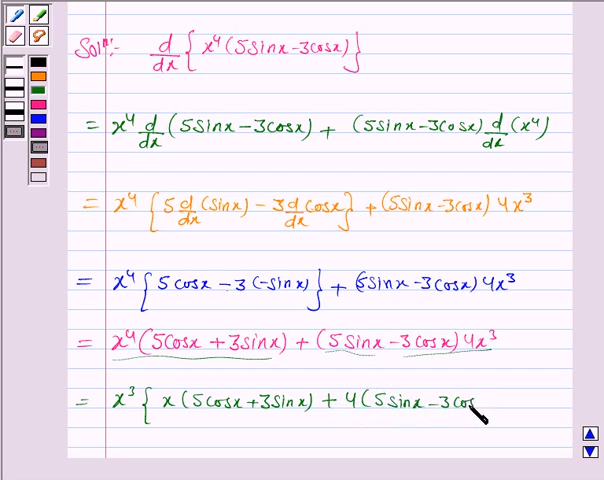 Solⁿ:- d/dx { x⁴ (5sinx - 3cosx) }
= x⁴ d/dx (5sinx - 3cosx) + (5sinx - 3cosx) d/dx (x⁴)
= x⁴ { 5 d/dx (sinx) - 3 d/dx cosx } + (5sinx - 3cosx) 4x³
= x⁴ { 5cosx - 3(-sinx) } + (5sinx - 3cosx) 4x³
= x⁴ (5cosx + 3sinx) + (5sinx - 3cosx) 4x³
= x³ { x (5cosx + 3sinx) + 4 (5sinx - 3cos